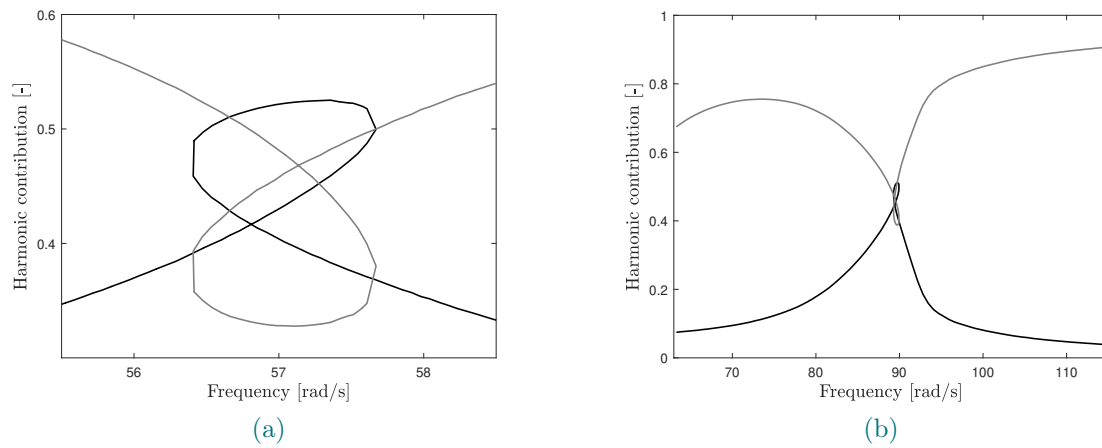 0.6
0.5
0.4
Harmonic contribution [-]
56
57
58
Frequency [rad/s]
(a)
1
0.8
0.6
0.4
0.2
0
Harmonic contribution [-]
70
80
90
100
110
Frequency [rad/s]
(b)